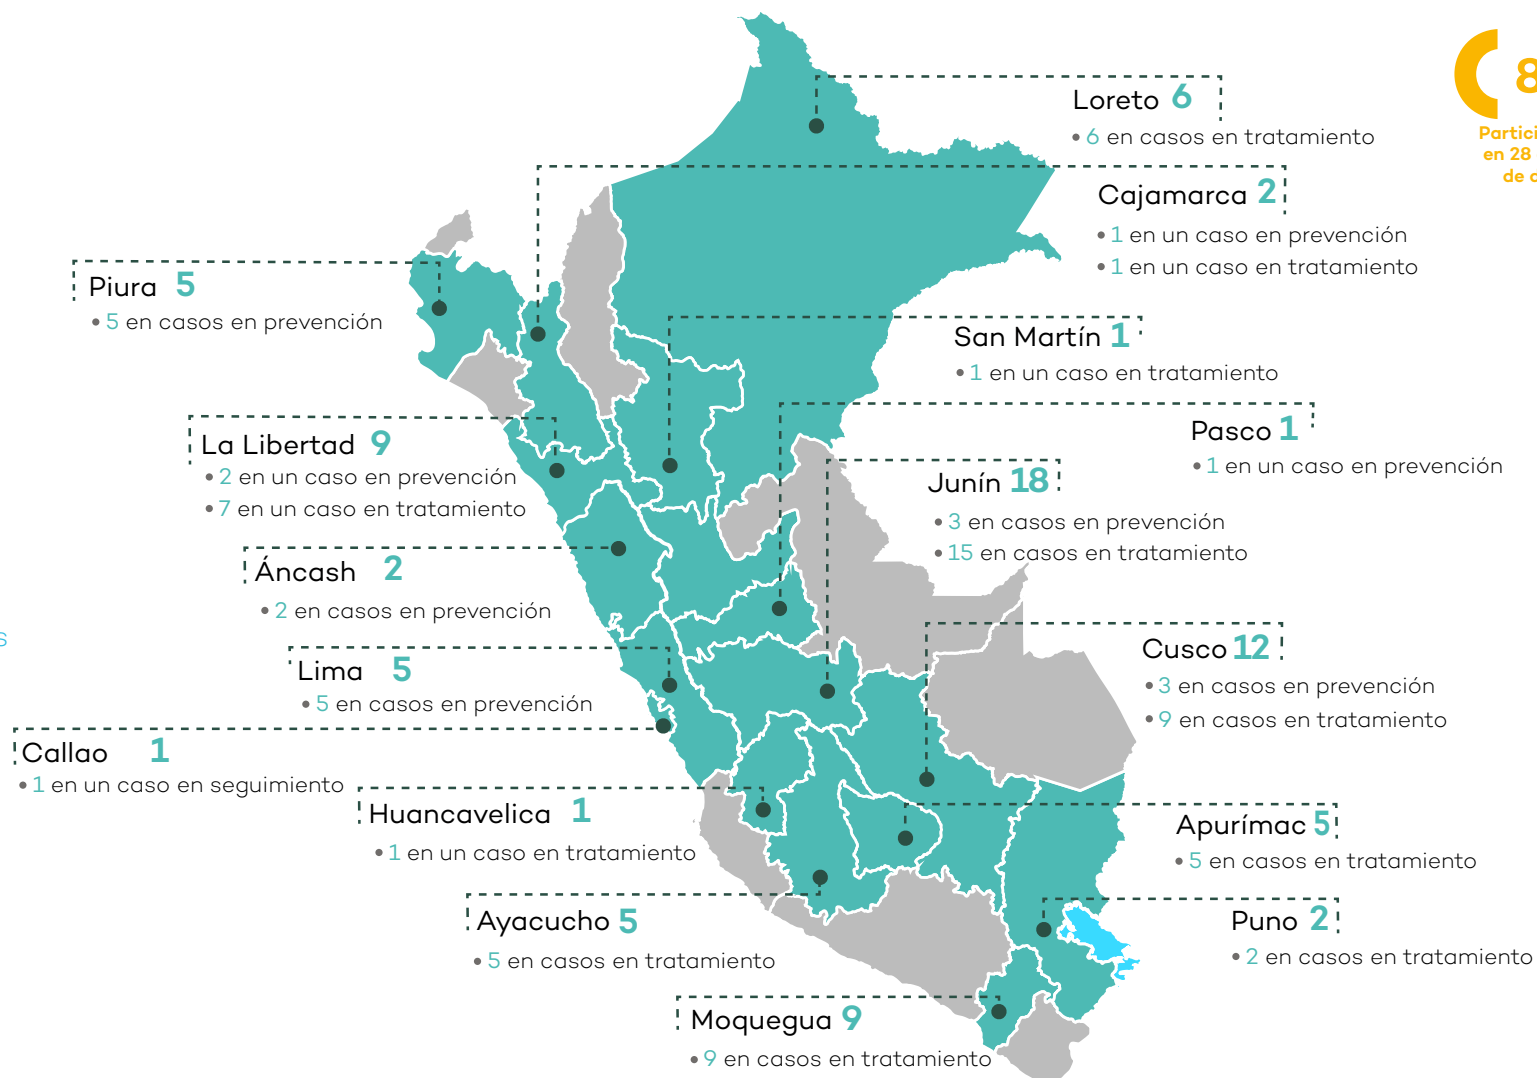 8
Loreto 6
• 6 en casos en tratamiento
en 28
Cajamarca 2
• 1 en un caso en prevención
• 1 en un caso en tratamiento
Piura 5
• 5 en casos en prevención
San Martín 1
• 1 en un caso en tratamiento
La Libertad 9
• 2 en un caso en prevención
• 7 en un caso en tratamiento
Pasco 1
• 1 en un caso en prevención
Junín 18
• 3 en casos en prevención
• 15 en casos en tratamiento
Áncash 2
• 2 en casos en prevención
Lima 5
• 5 en casos en prevención
Cusco 12
• 3 en casos en prevención
• 9 en casos en tratamiento
Callao 1
• 1 en un caso en seguimiento
Huancavelica 1
• 1 en un caso en tratamiento
Apurímac 5
• 5 en casos en tratamiento
Ayacucho 5
• 5 en casos en tratamiento
Puno 2
• 2 en casos en tratamiento
Moquegua 9
• 9 en casos en tratamiento